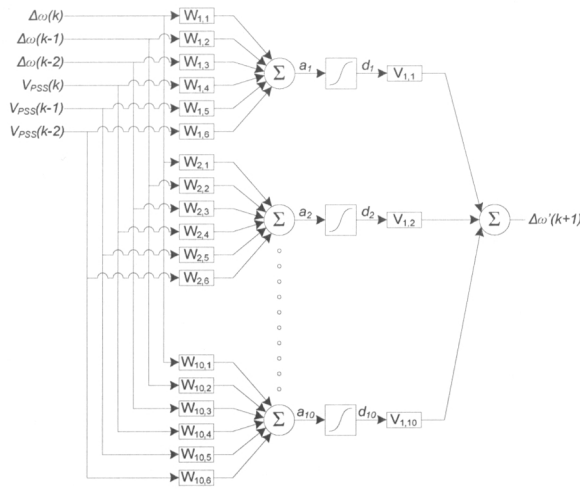 Δω(k)
Δω(k-1)
Δω(k-2)
V_PSS(k)
V_PSS(k-1)
V_PSS(k-2)
W1,1
W1,2
W1,3
W1,4
W1,5
W1,6
Σ
a1
d1
V1,1
W2,1
W2,2
W2,3
W2,4
W2,5
W2,6
Σ
a2
d2
V1,2
Σ
Δω'(k+1)
W10,1
W10,2
W10,3
W10,4
W10,5
W10,6
Σ
a10
d10
V1,10